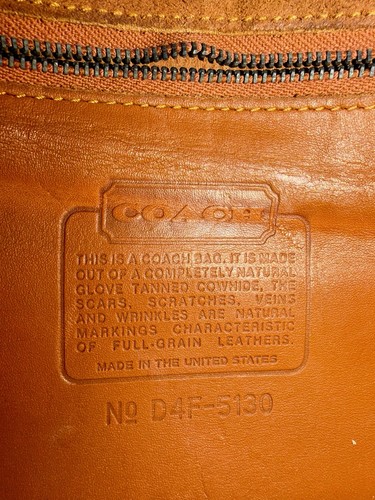 COACH
THIS IS A COACH BAG. IT IS MADE
OUT OF A COMPLETELY NATURAL
GLOVE TANNED COWHIDE, THE
SCARS, SCRATCHES, VEINS
AND WRINKLES ARE NATURAL
MARKINGS CHARACTERISTIC
OF FULL-GRAIN LEATHERS.
MADE IN THE UNITED STATES
No D4F-5130